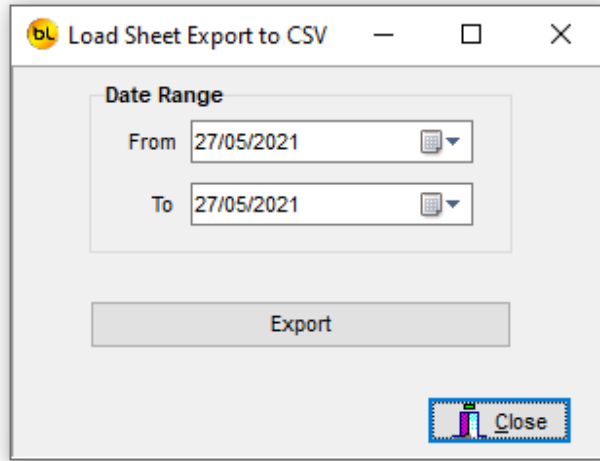 bL Load Sheet Export to CSV
Date Range
From 27/05/2021
To 27/05/2021
Export
Close